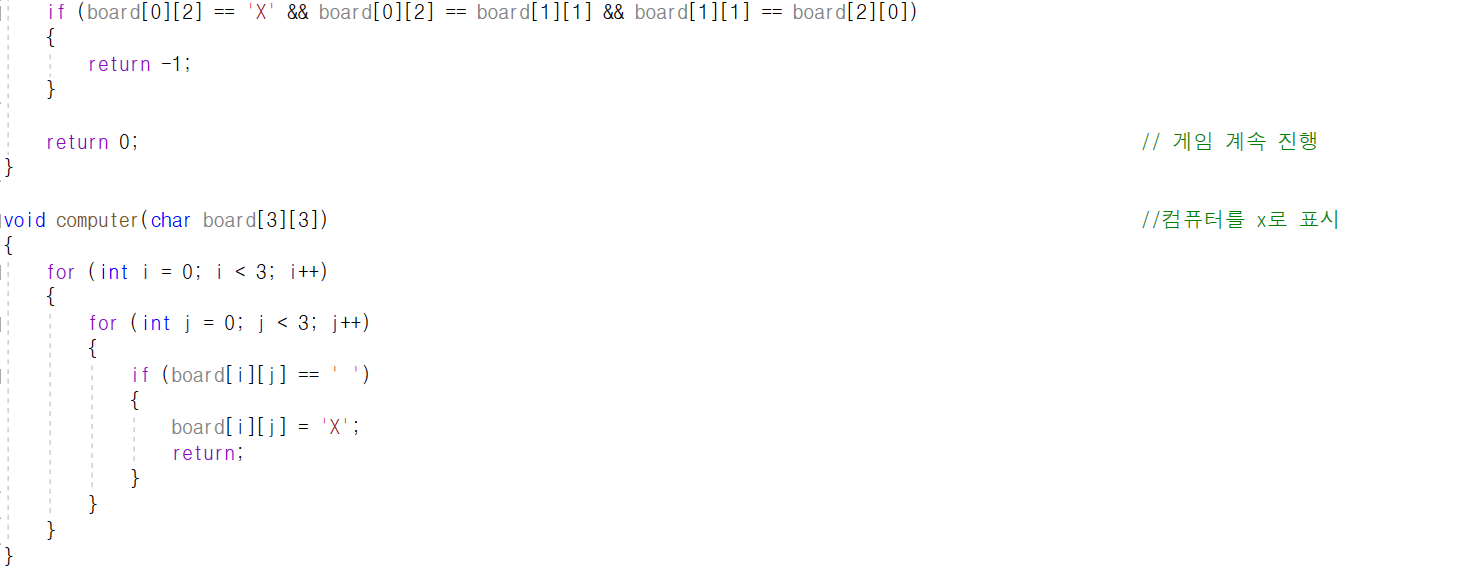 if (board[0][2] == 'X' && board[0][2] == board[1][1] && board[1][1] == board[2][0])
{
return -1;
}
return 0; // 게임 계속 진행
}
void computer(char board[3][3]) //컴퓨터를 x로 표시
{
for (int i = 0; i < 3; i++)
{
for (int j = 0; j < 3; j++)
{
if (board[i][j] == ' ')
{
board[i][j] = 'X';
return;
}
}
}
}